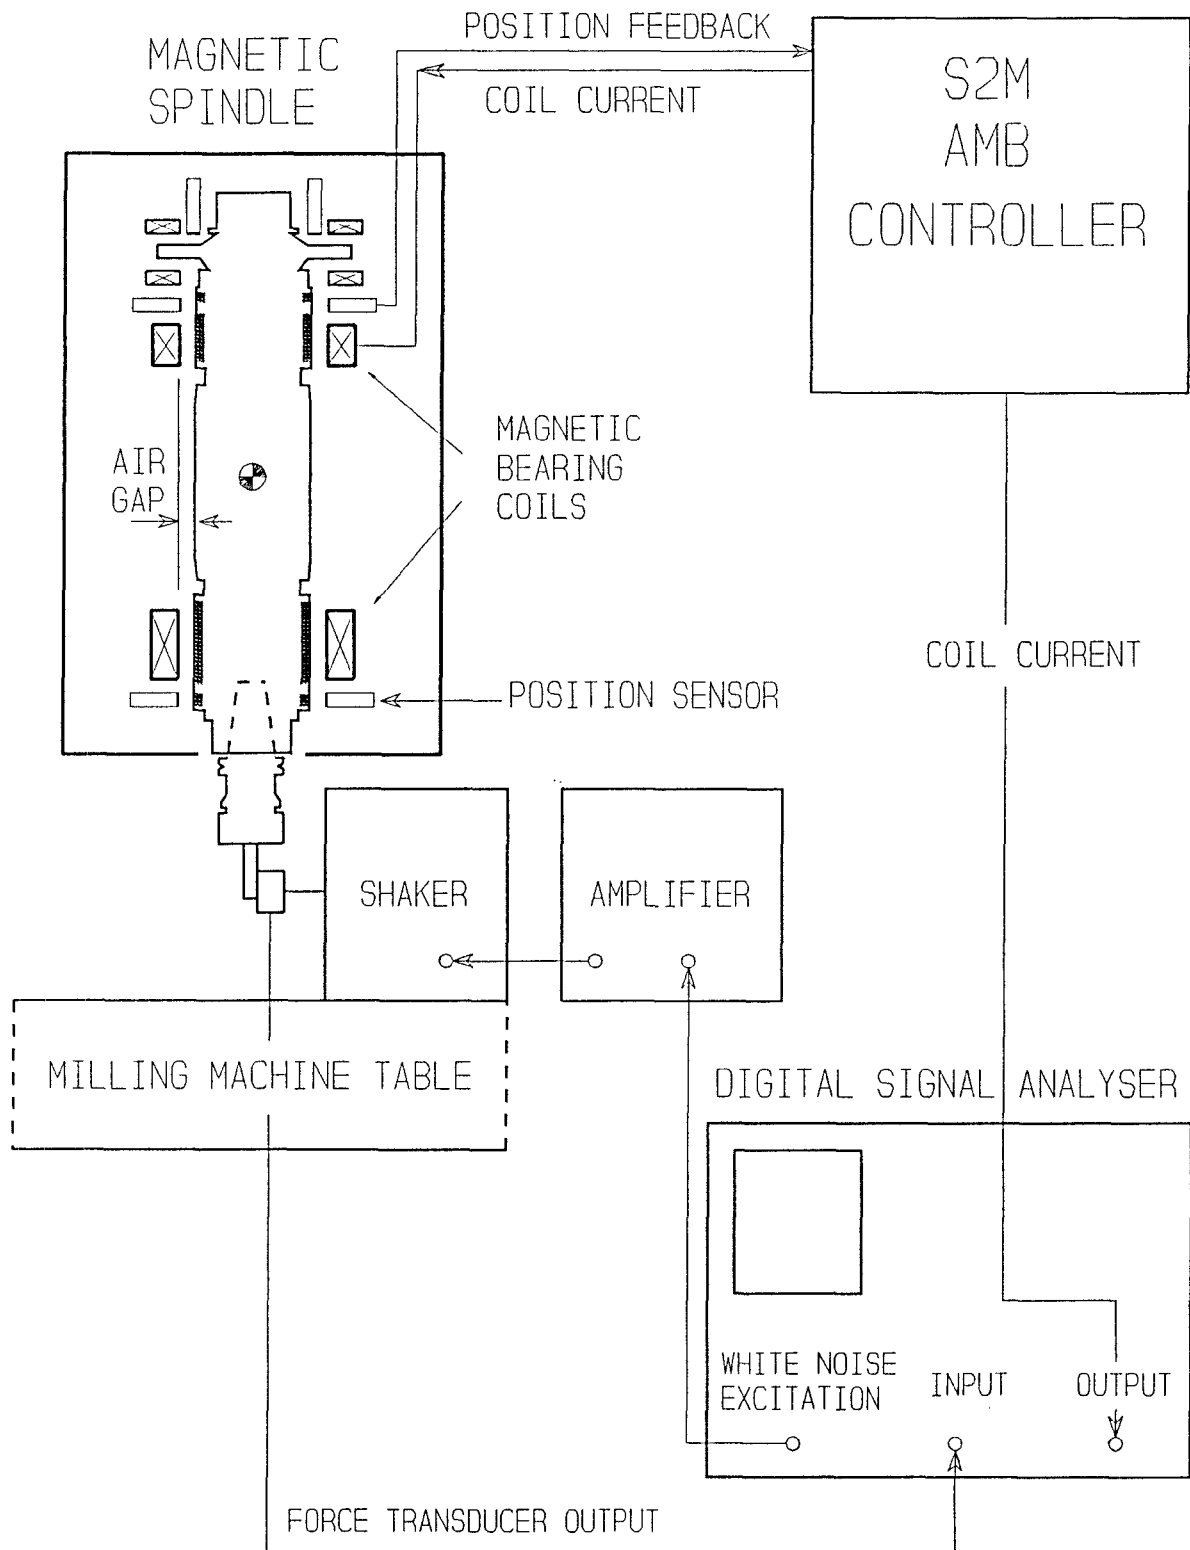 POSITION FEEDBACK
MAGNETIC
SPINDLE
COIL CURRENT
S2M
AMB
CONTROLLER
AIR
GAP
MAGNETIC
BEARING
COILS
COIL CURRENT
POSITION SENSOR
SHAKER
AMPLIFIER
MILLING MACHINE TABLE
DIGITAL SIGNAL ANALYSER
WHITE NOISE
EXCITATION
INPUT
OUTPUT
FORCE TRANSDUCER OUTPUT